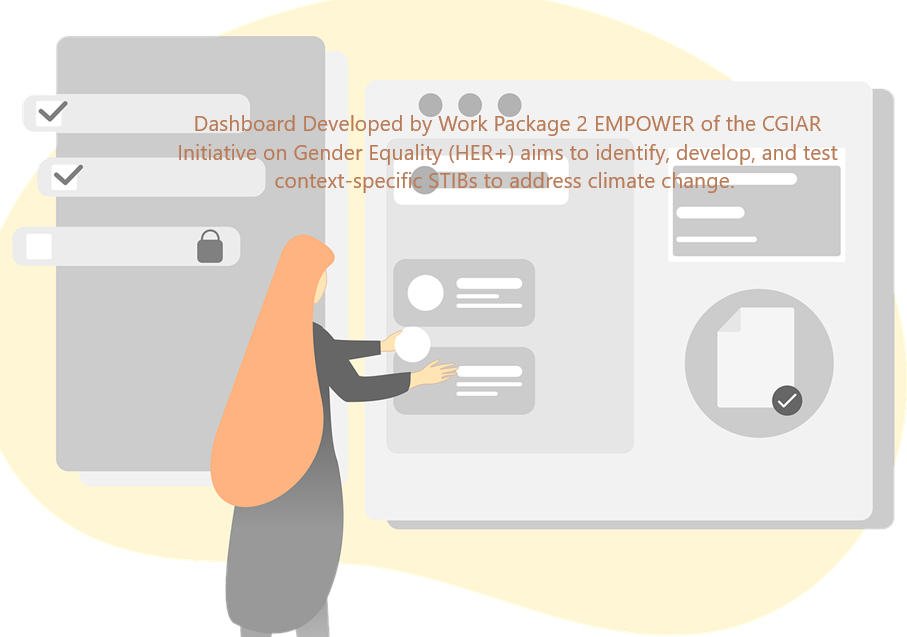 Dashboard Developed by Work Package 2 EMPOWER of the CGIAR
Initiative on Gender Equality (HER+) aims to identify, develop, and test
context-specific STIBs to address climate change.